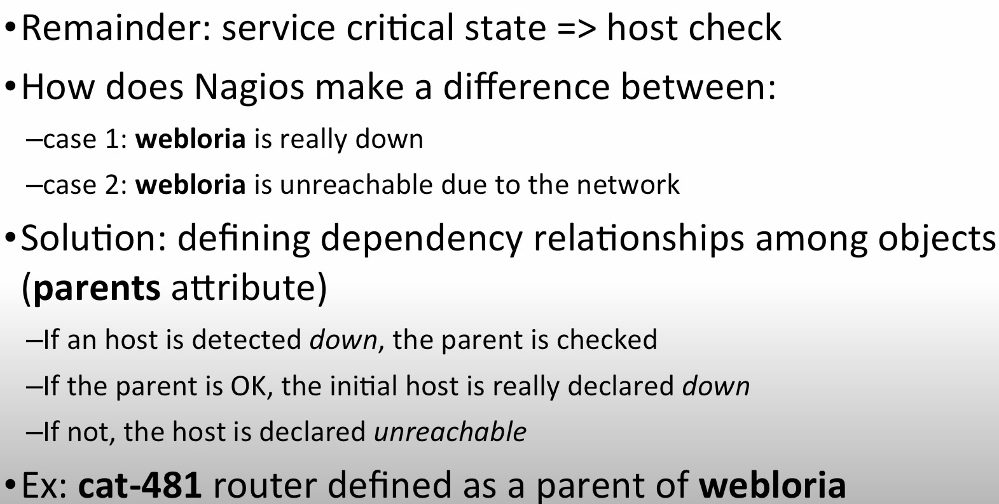 •Remainder: service critical state => host check
•How does Nagios make a difference between:
–case 1: webloria is really down
–case 2: webloria is unreachable due to the network
•Solution: defining dependency relationships among objects
(parents attribute)
–If an host is detected down, the parent is checked
–If the parent is OK, the initial host is really declared down
–If not, the host is declared unreachable
•Ex: cat-481 router defined as a parent of webloria